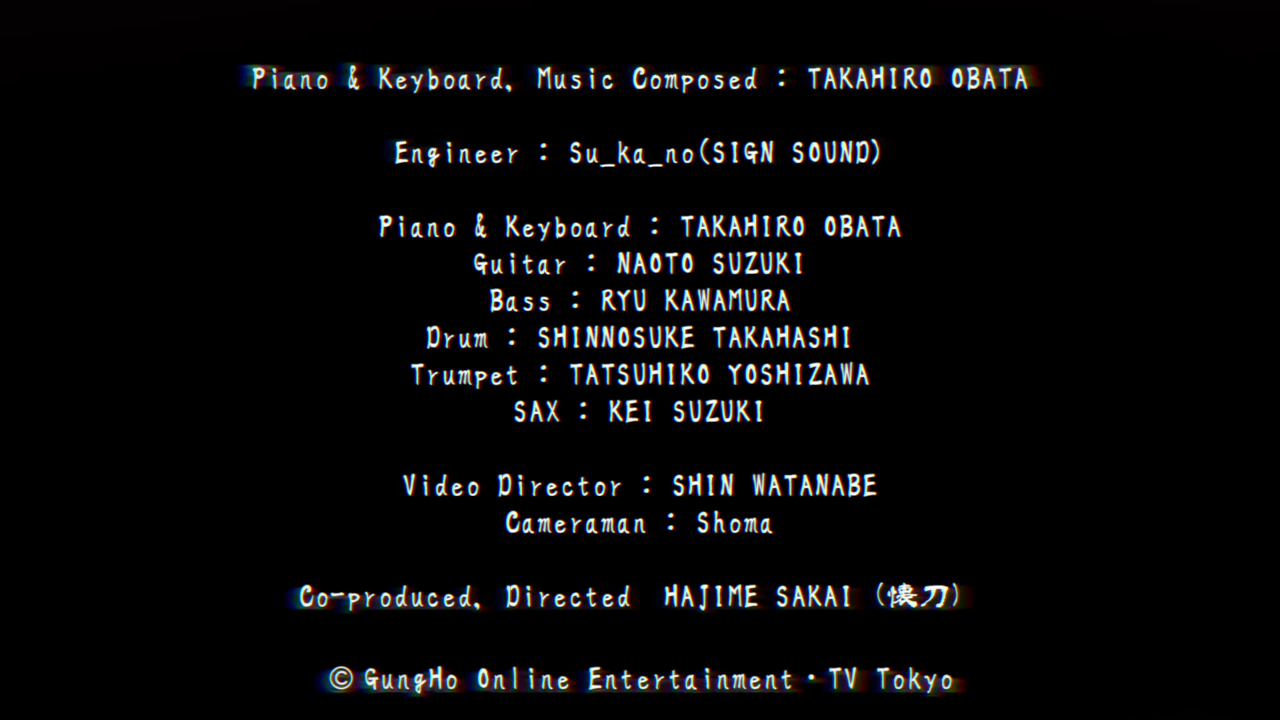 Piano & Keyboard, Music Composed : TAKAHIRO OBATA
Engineer : Su_ka_no(SIGN SOUND)
Piano & Keyboard : TAKAHIRO OBATA
Guitar : NAOTO SUZUKI
Bass : RYU KAWAMURA
Drum : SHINNOSUKE TAKAHASHI
Trumpet : TATSUHIKO YOSHIZAWA
SAX : KEI SUZUKI
Video Director : SHIN WATANABE
Cameraman : Shoma
Co-produced, Directed HAJIME SAKAI (懐刀)
© GungHo Online Entertainment・TV Tokyo